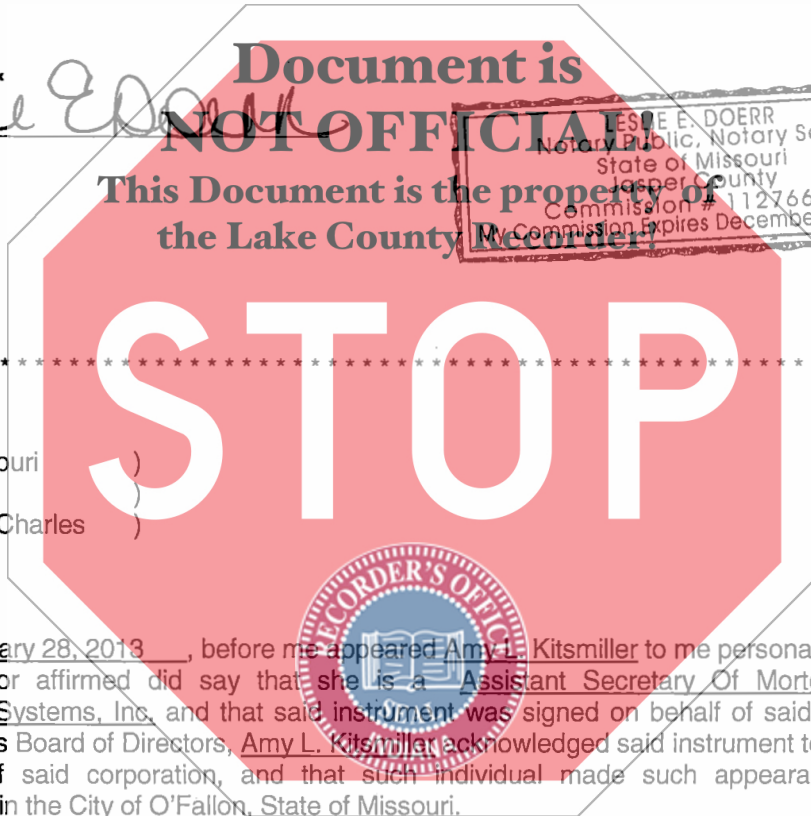 Document is
NOT OFFICIAL!
LESLIE E. DOERR
Notary Public, Notary
State of Missouri
Jasper County
Commission # 112766
My Commission Expires December
This Document is the property of
the Lake County Recorder!
* * * * * * * * * * * * * * * * * * * * * * * * * * * * * * * * * * * * * * * * * * * * * * * *
STOP
ouri )
)
Charles )
RECORDER'S OFFICE
SEAL
INDIANA
ary 28, 2013 , before me appeared Amy L. Kitsmiller to me persona
or affirmed did say that she is a Assistant Secretary Of Mort
Systems, Inc. and that said instrument was signed on behalf of said
s Board of Directors, Amy L. Kitsmiller acknowledged said instrument t
f said corporation, and that such individual made such appeara
in the City of O'Fallon, State of Missouri.